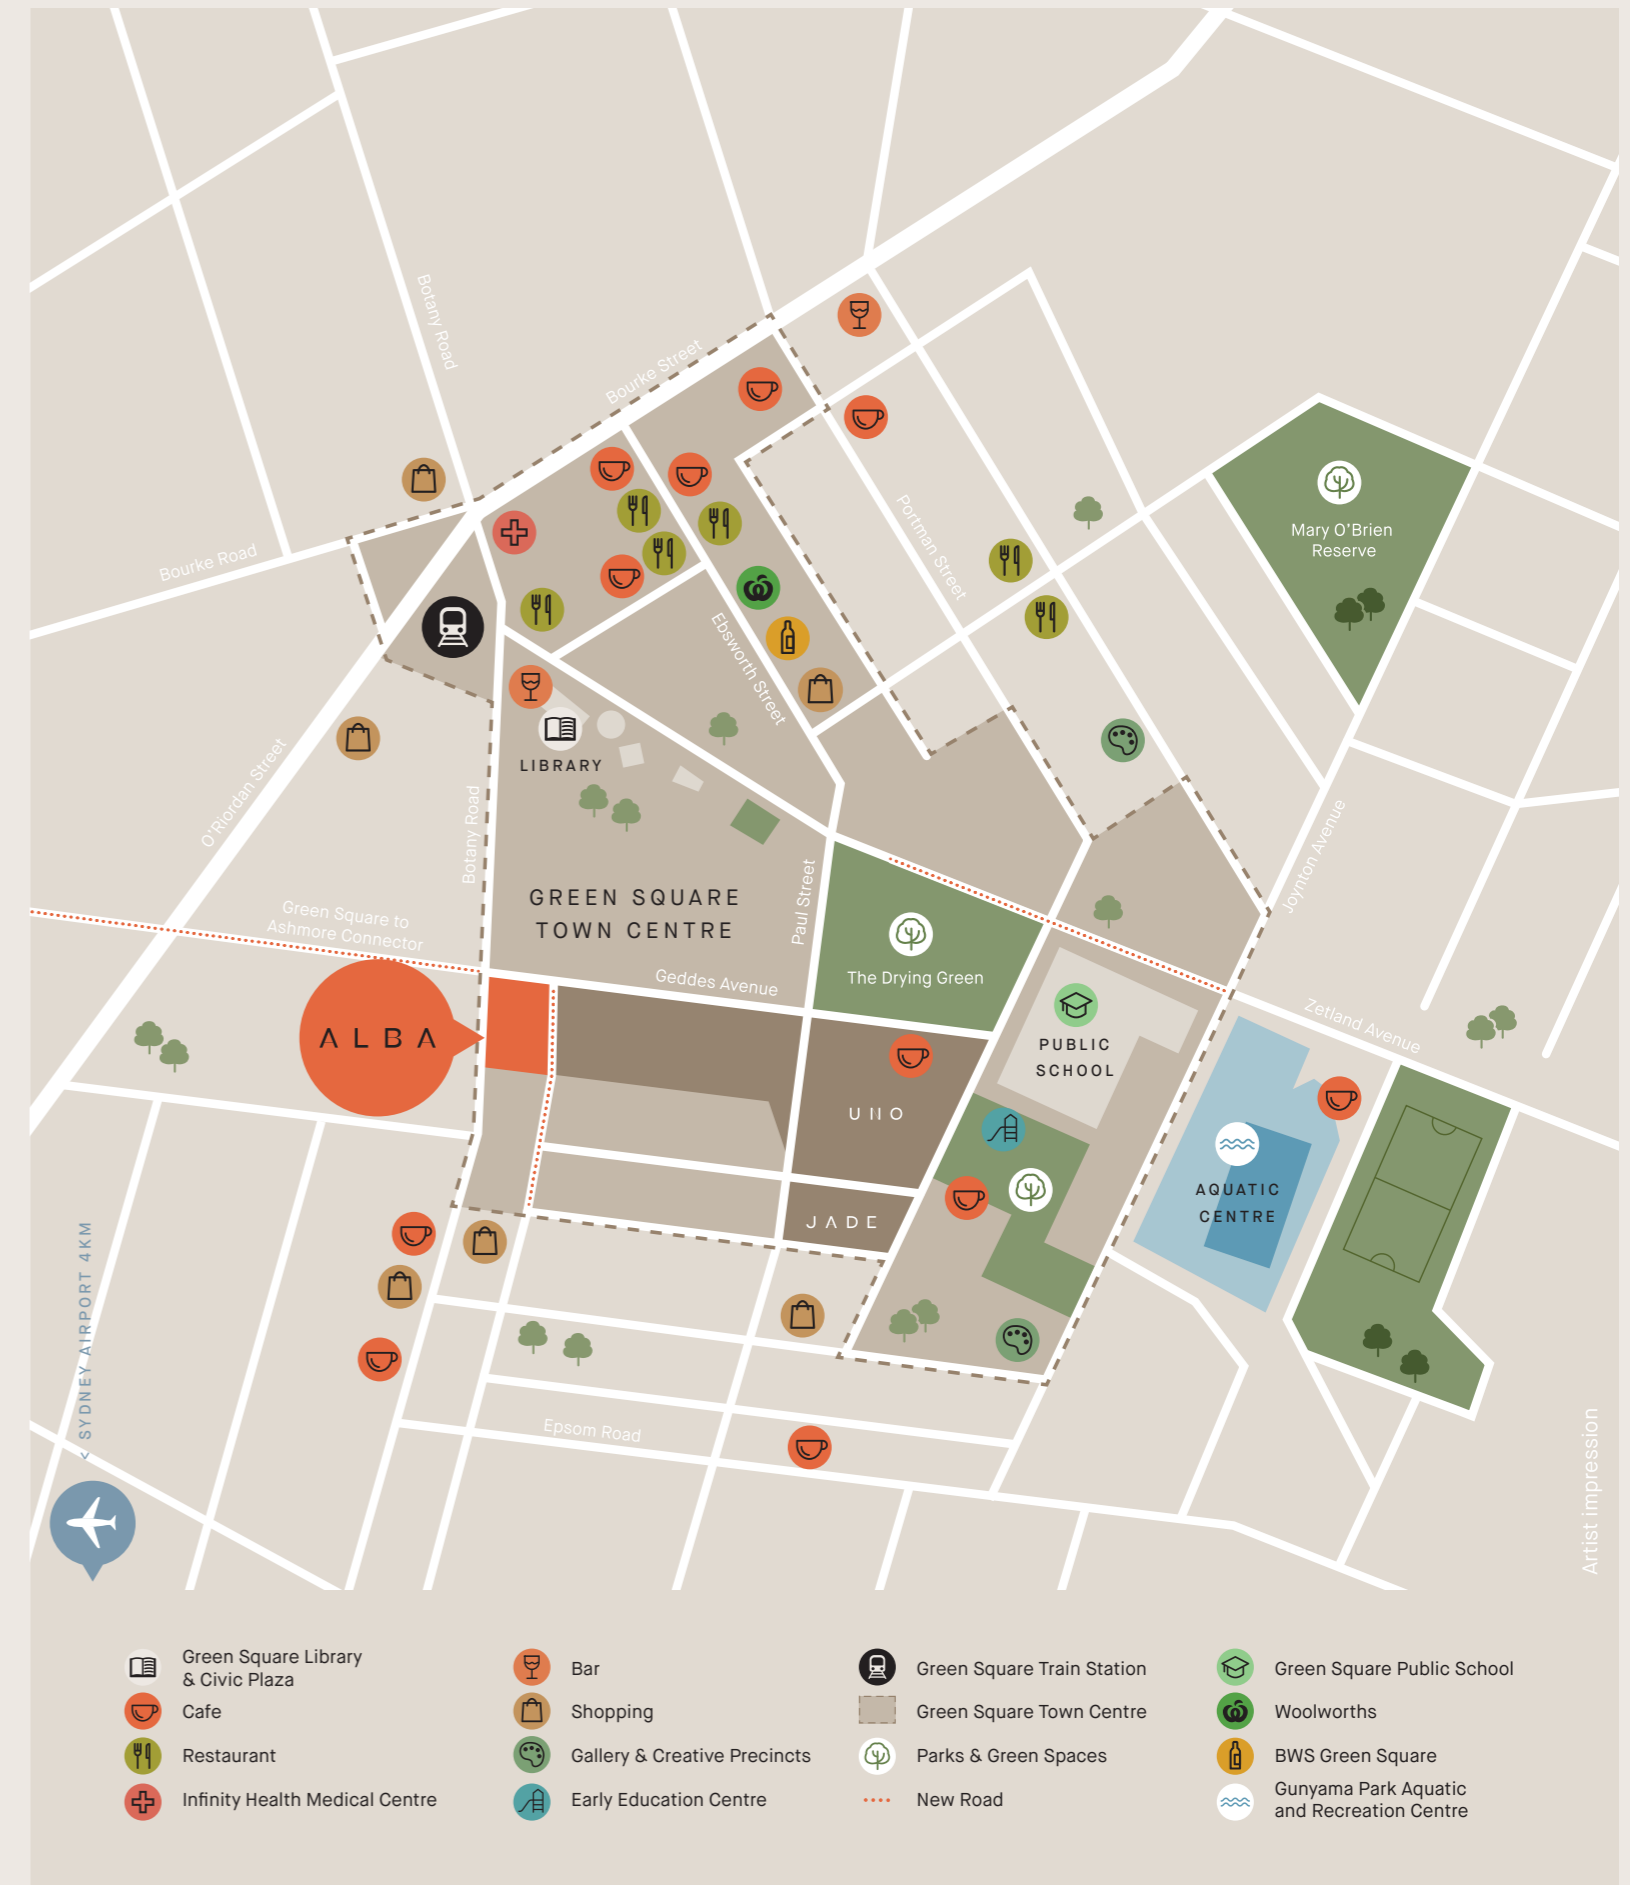 Botany Road
Bourke Street
Bourke Road
Portman Street
Mary O'Brien
Reserve
Ebsworth Street
LIBRARY
O'Riordan Street
Botany Road
Joynton Avenue
Paul Street
GREEN SQUARE
TOWN CENTRE
Green Square to
Ashmore Connector
The Drying Green
Geddes Avenue
Zetland Avenue
ALBA
PUBLIC
SCHOOL
UNO
AQUATIC
CENTRE
JADE
< SYDNEY AIRPORT 4KM
Epsom Road
Artist impression
Green Square Library
& Civic Plaza
Cafe
Restaurant
Infinity Health Medical Centre
Bar
Shopping
Gallery & Creative Precincts
Early Education Centre
Green Square Train Station
Green Square Town Centre
Parks & Green Spaces
New Road
Green Square Public School
Woolworths
BWS Green Square
Gunyama Park Aquatic
and Recreation Centre